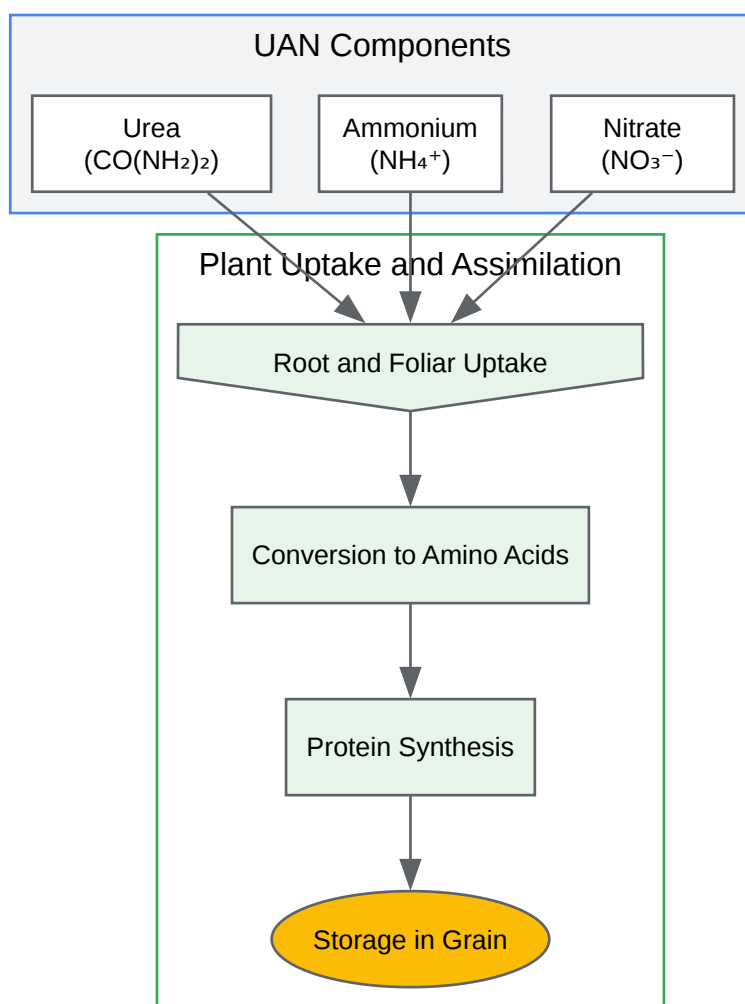 UAN Components
Urea
(CO(NH₂)₂)
Ammonium
(NH₄⁺)
Nitrate
(NO₃⁻)
Plant Uptake and Assimilation
Root and Foliar Uptake
Conversion to Amino Acids
Protein Synthesis
Storage in Grain